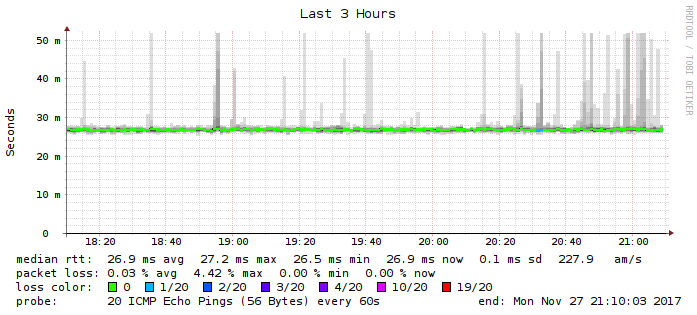 Last 3 Hours
RRDTOOL / TOBI OETIKER
Seconds
50 m
40 m
30 m
20 m
10 m
0
18:20 18:40 19:00 19:20 19:40 20:00 20:20 20:40 21:00
median rtt: 26.9 ms avg 27.2 ms max 26.5 ms min 26.9 ms now 0.1 ms sd 227.9 am/s
packet loss: 0.03 % avg 4.42 % max 0.00 % min 0.00 % now
loss color: 0 1/20 2/20 3/20 4/20 10/20 19/20
probe: 20 ICMP Echo Pings (56 Bytes) every 60s end: Mon Nov 27 21:10:03 2017